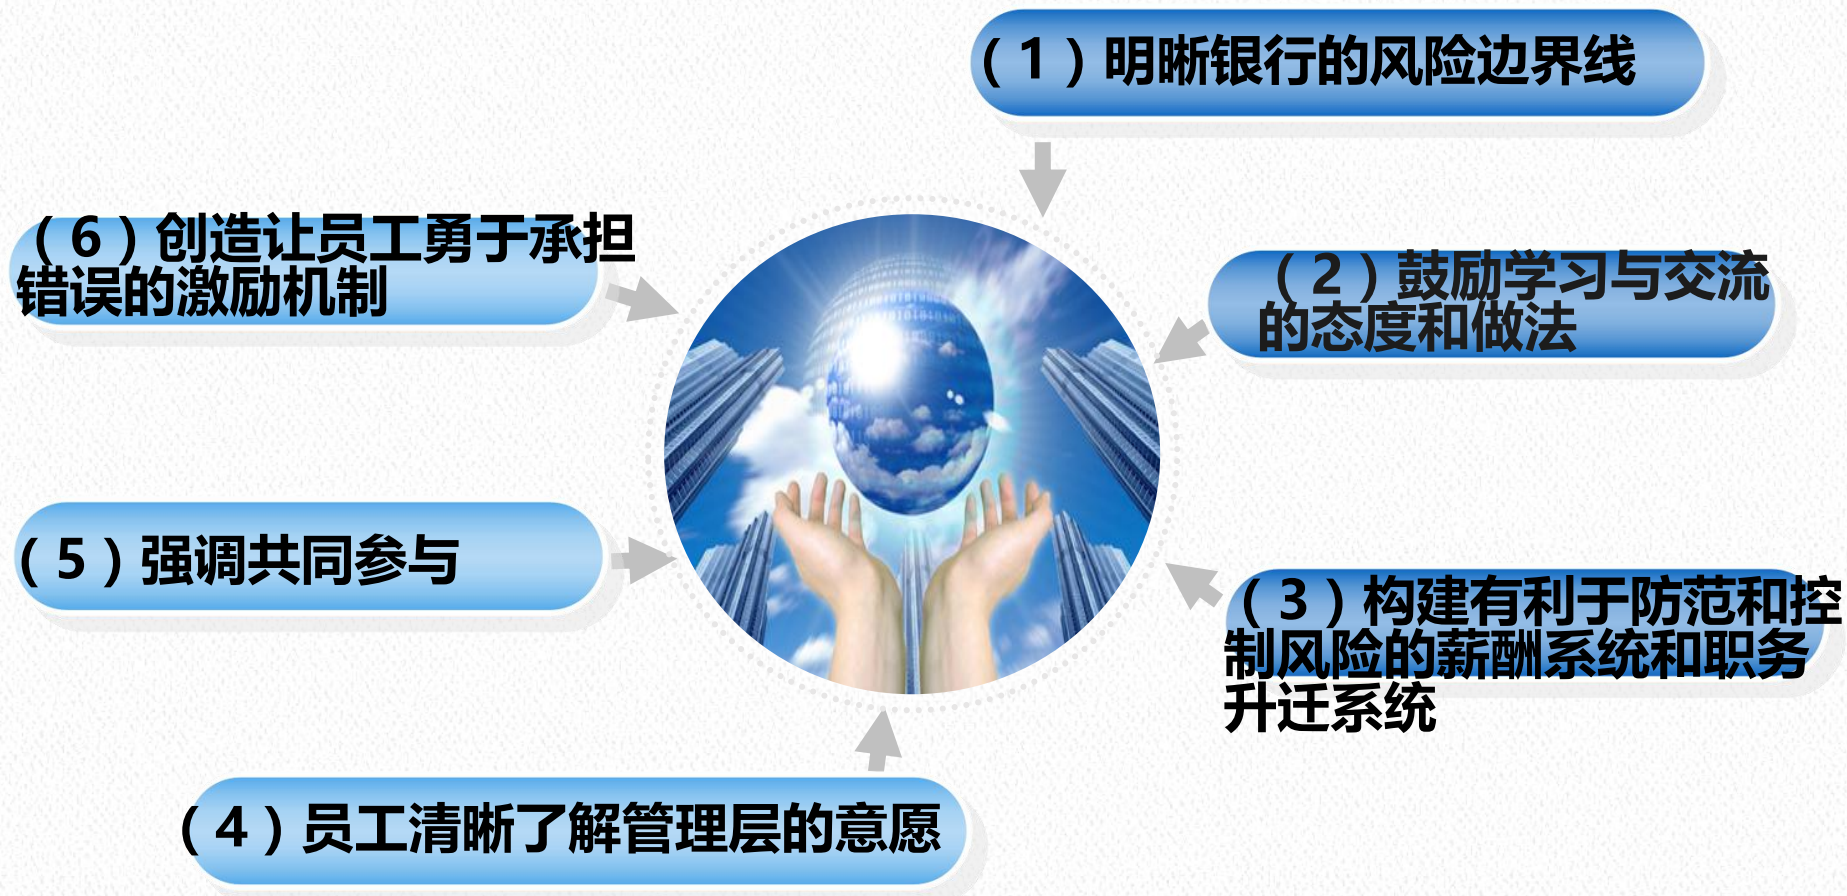 （1）明晰银行的风险边界线
（2）鼓励学习与交流
的态度和做法
（3）构建有利于防范和控
制风险的薪酬系统和职务
升迁系统
（4）员工清晰了解管理层的意愿
（5）强调共同参与
（6）创造让员工勇于承担
错误的激励机制